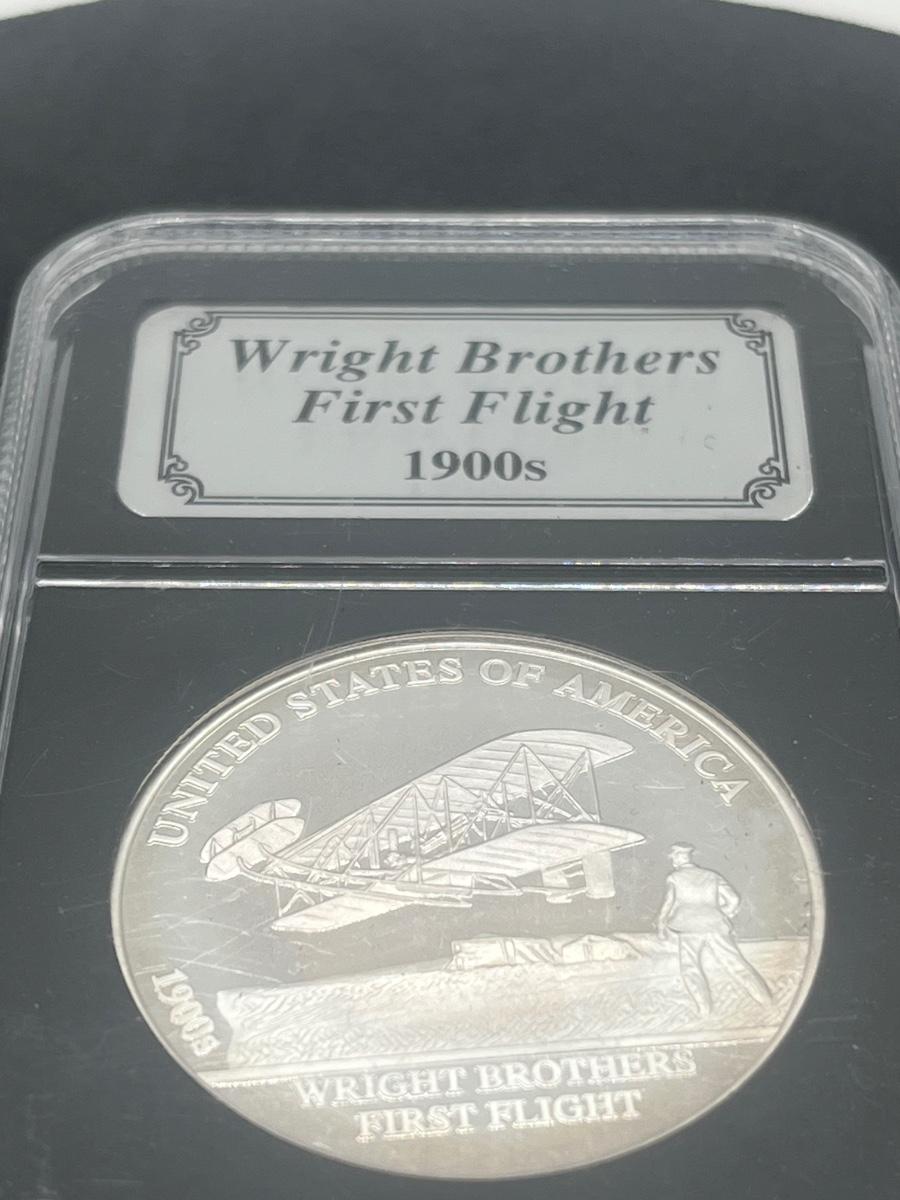 Wright Brothers
First Flight
1900s
UNITED STATES OF AMERICA
1900s
WRIGHT BROTHERS
FIRST FLIGHT